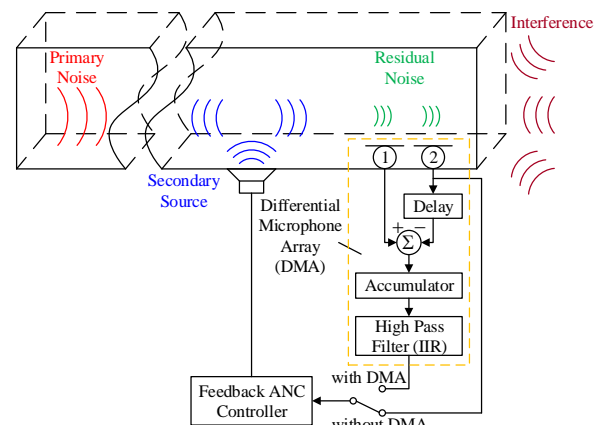 Interference
Primary
Noise
Residual
Noise
Secondary
Source
1
2
Differential
Microphone
Array
(DMA)
Delay
+
−
Σ
Accumulator
High Pass
Filter (IIR)
with DMA
Feedback ANC
Controller
without DMA